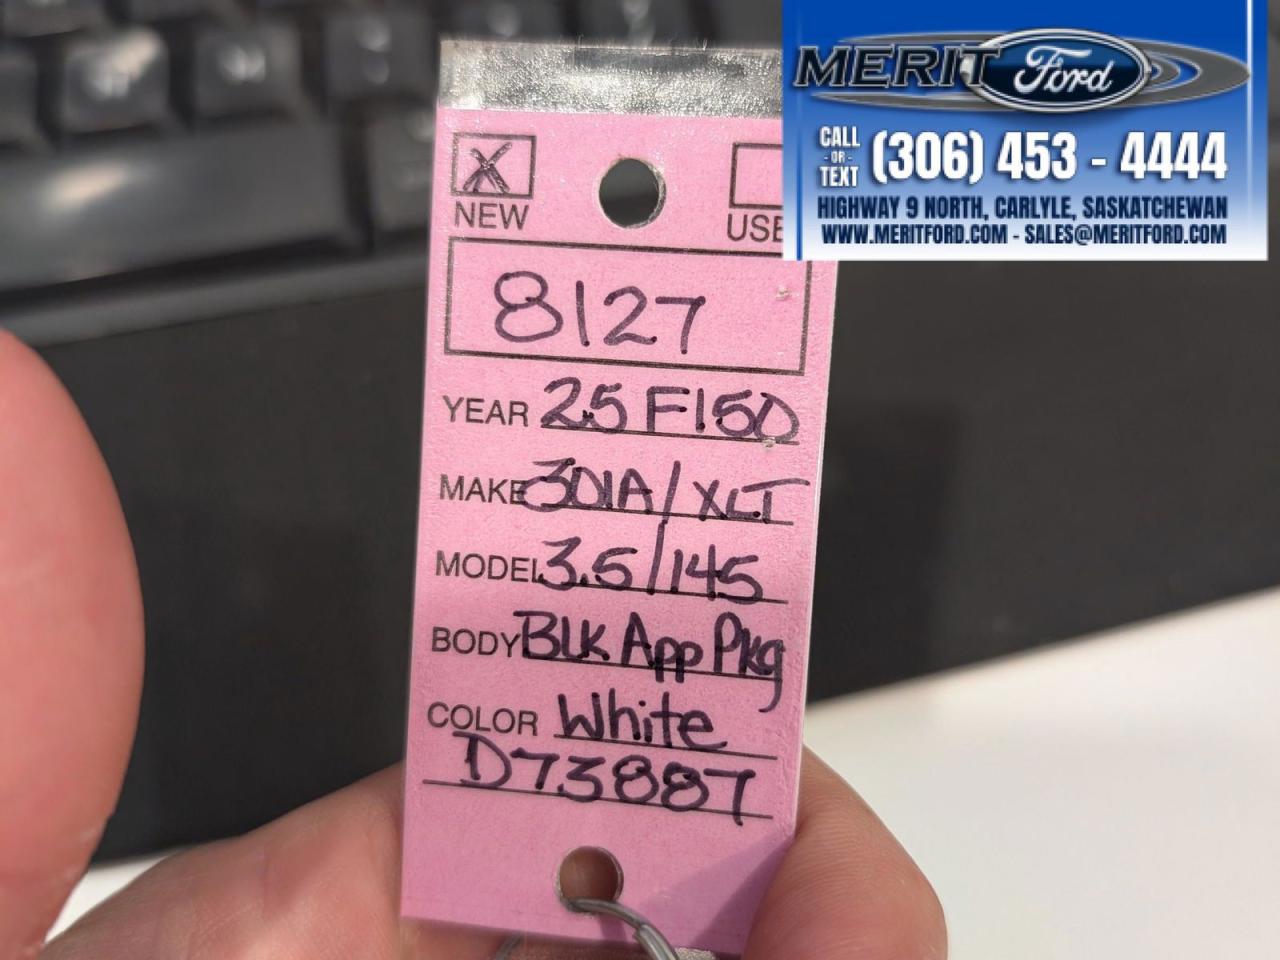 MERIT Ford
CALL
- OR -
TEXT
(306) 453 - 4444
HIGHWAY 9 NORTH, CARLYLE, SASKATCHEWAN
WWW.MERITFORD.COM - SALES@MERITFORD.COM
X
NEW USE
8127
YEAR 25 F150
MAKE 301A/XLT
MODEL 3.5/145
BODY Blk App Pkg
COLOR White
D73887